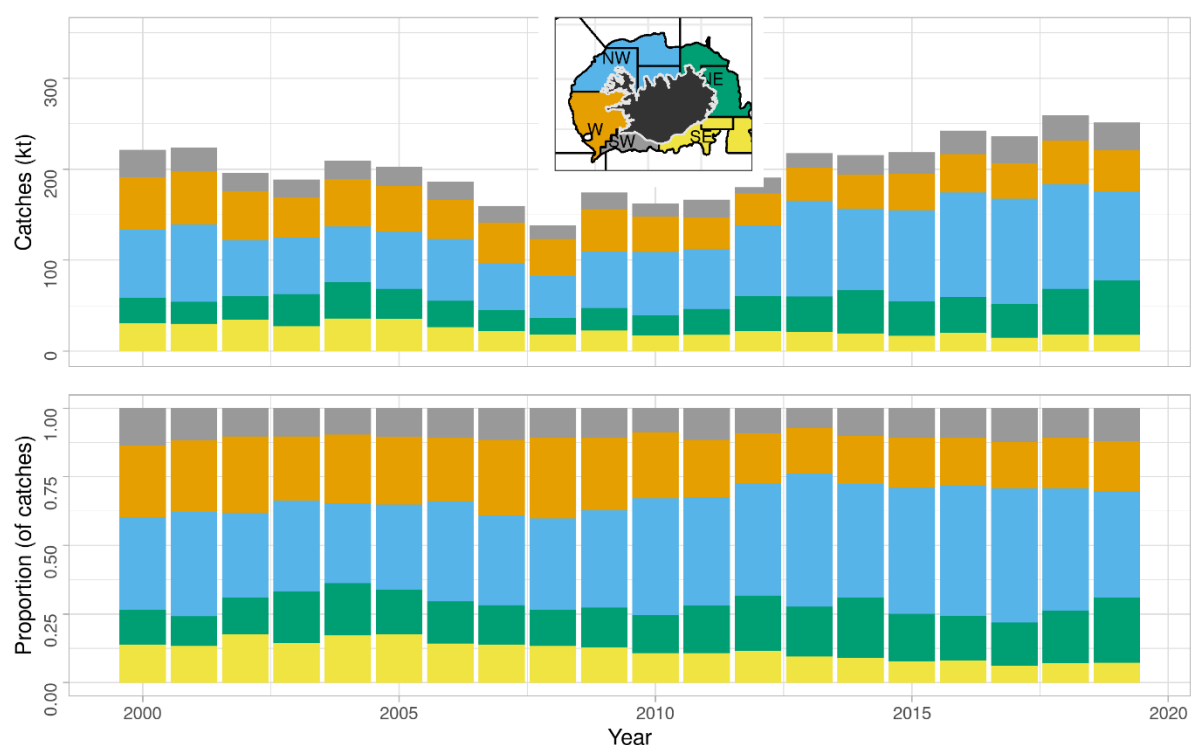 Catches (kt)
300
200
100
0
NW
NE
W
SW
SE
Proportion (of catches)
1.00
0.75
0.50
0.25
0.00
2000 2005 2010 2015 2020
Year